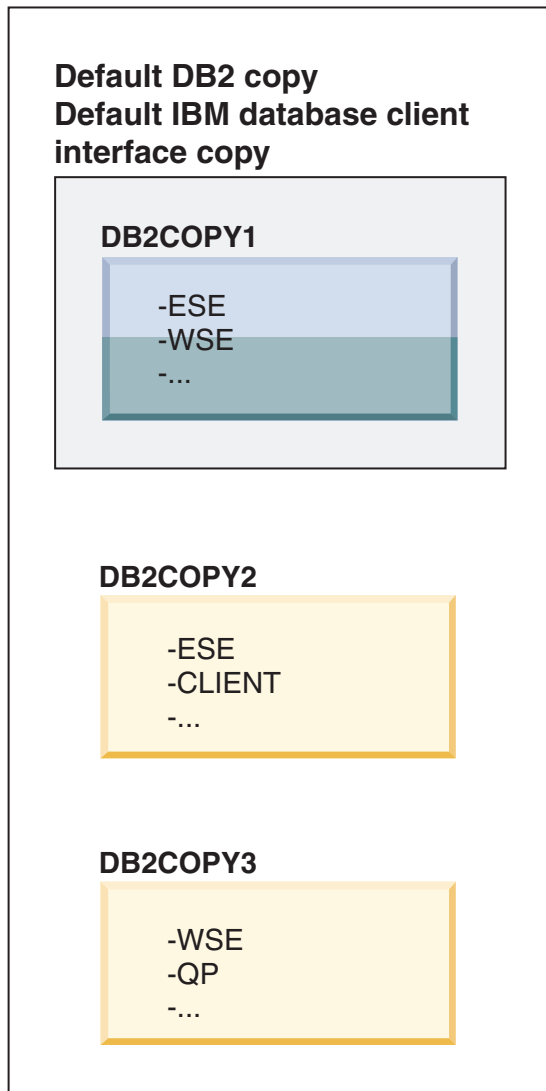 Default DB2 copy
Default IBM database client
interface copy
DB2COPY1
-ESE
-WSE
-...
DB2COPY2
-ESE
-CLIENT
-...
DB2COPY3
-WSE
-QP
-...